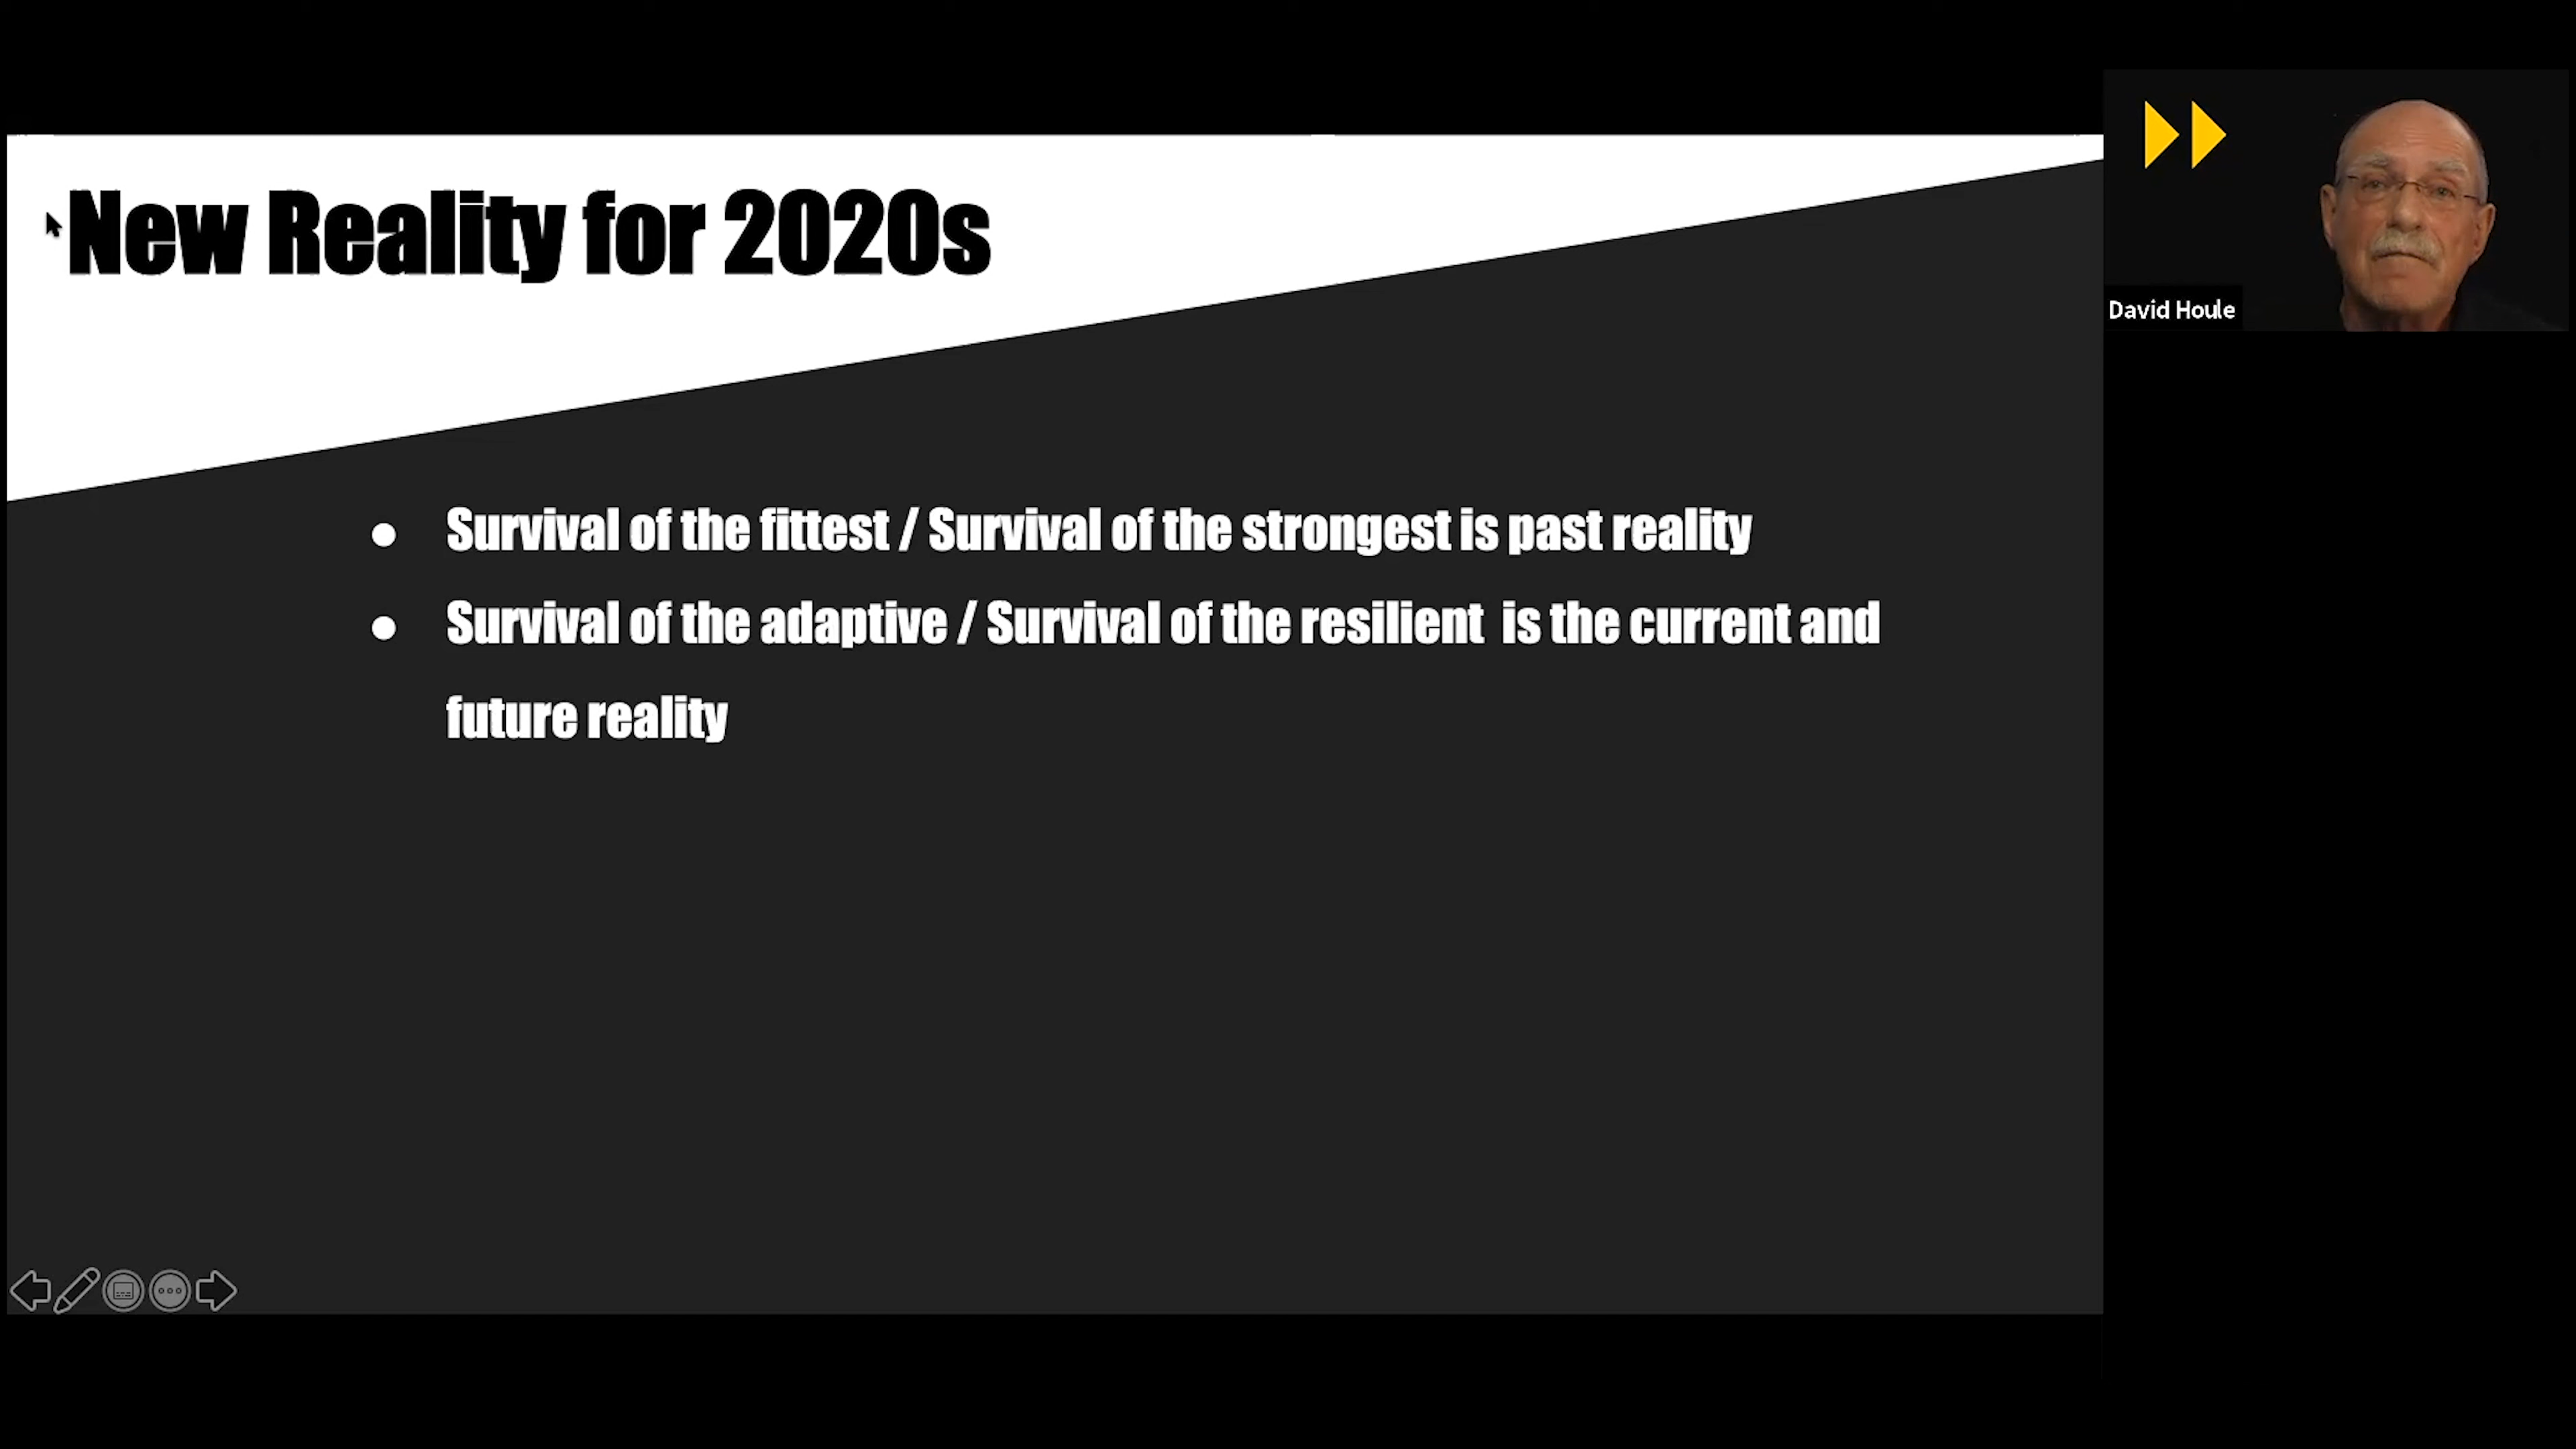 New Reality for 2020s
David Houle
● Survival of the fittest / Survival of the strongest is past reality
● Survival of the adaptive / Survival of the resilient is the current and
future reality